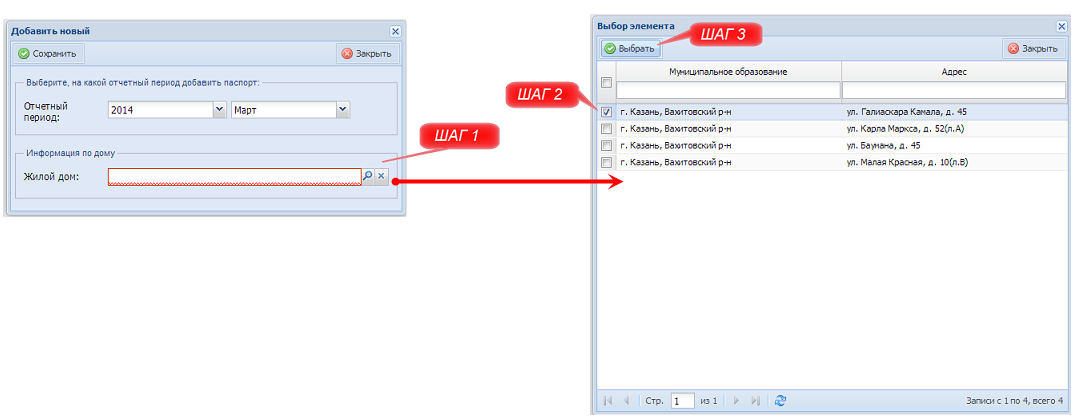 Добавить новый
Сохранить
Закрыть
Выберите, на какой отчетный период добавить паспорт:
Отчетный
период:
2014
Март
Информация по дому
Жилой дом:
ШАГ 1
Выбор элемента
ШАГ 3
Выбрать
Закрыть
Муниципальное образование
Адрес
ШАГ 2
г. Казань, Вахитовский р-н
ул. Галиаскара Камала, д. 45
г. Казань, Вахитовский р-н
ул. Карла Маркса, д. 52(л.А)
г. Казань, Вахитовский р-н
ул. Баумана, д. 45
г. Казань, Вахитовский р-н
ул. Малая Красная, д. 10(л.В)
Стр. 1 из 1
Записи с 1 по 4, всего 4